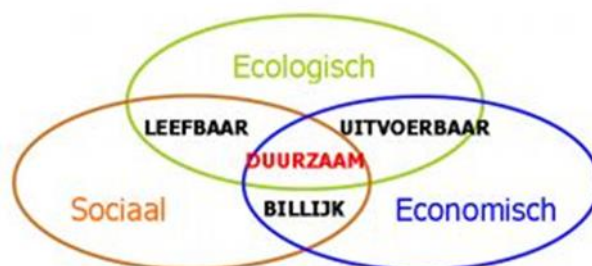 Ecologisch
LEEFBAAR UITVOERBAAR
DUURZAAM
Sociaal BILLIJK Economisch